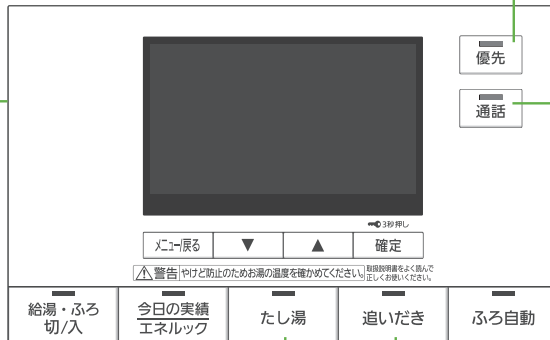 優先
通話
3秒押し
メニュー/戻る ▼ ▲ 確定
警告 やけど防止のためお湯の温度を確かめてください。 取扱説明書をよく読んで
正しくお使いください。
給湯・ふろ
切/入
今日の実績
エネルック
たし湯
追いだき
ふろ自動